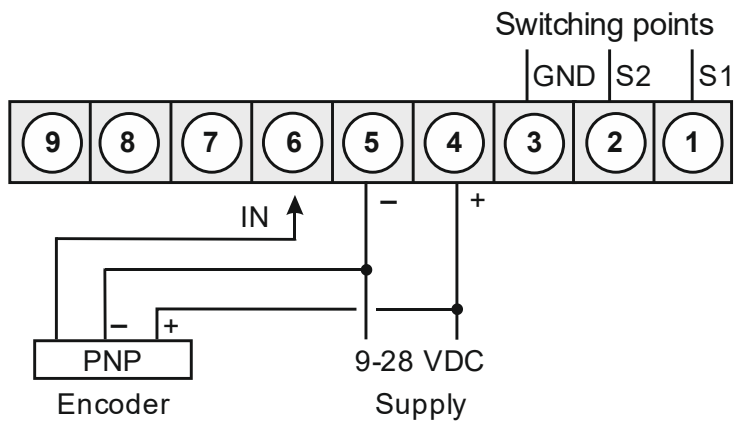 Switching points
GND S2 S1
9 8 7 6 5 4 3 2 1
IN – +
– +
PNP 9-28 VDC
Encoder Supply